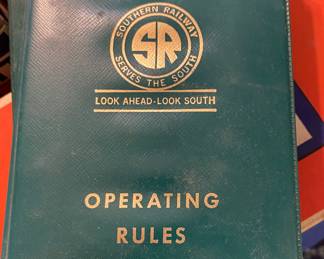 SOUTHERN RAILWAY
SR
SERVES THE SOUTH
LOOK AHEAD-LOOK SOUTH
OPERATING
RULES